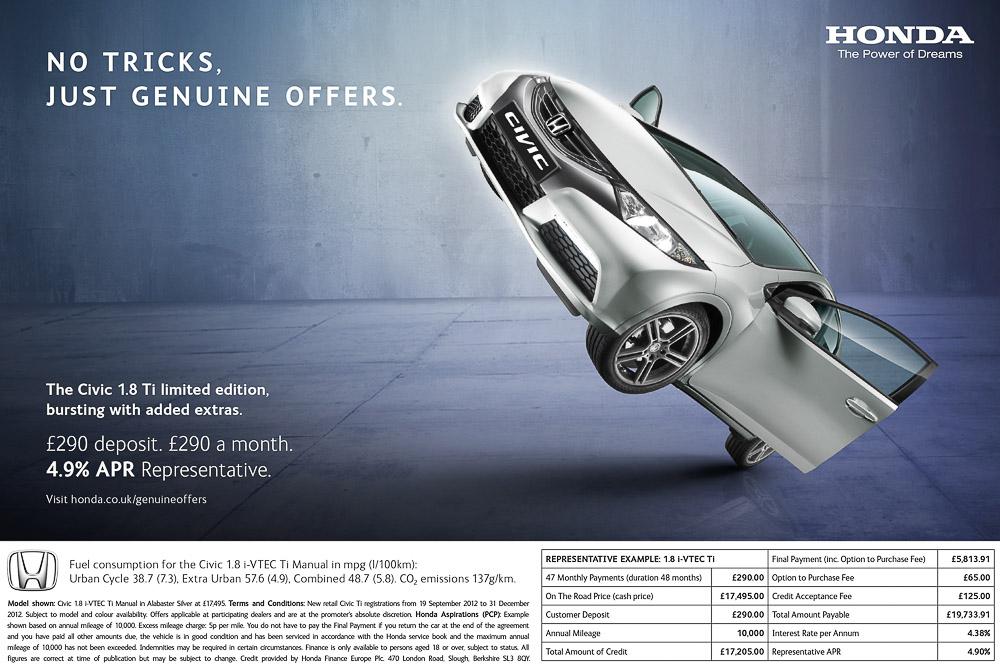 HONDA
The Power of Dreams
NO TRICKS,
JUST GENUINE OFFERS.
CIVIC
The Civic 1.8 Ti limited edition,
bursting with added extras.
£290 deposit. £290 a month.
4.9% APR Representative.
Visit honda.co.uk/genuineoffers
Fuel consumption for the Civic 1.8 i-VTEC Ti Manual in mpg (l/100km):
Urban Cycle 38.7 (7.3), Extra Urban 57.6 (4.9), Combined 48.7 (5.8). CO₂ emissions 137g/km.
Model shown: Civic 1.8 i-VTEC Ti Manual in Alabaster Silver at £17,495. Terms and Conditions: New retail Civic Ti registrations from 19 September 2012 to 31 December
2012. Subject to model and colour availability. Offers applicable at participating dealers and are at the promoter's absolute discretion. Honda Aspirations (PCP): Example
shown based on annual mileage of 10,000. Excess mileage charge: 5p per mile. You do not have to pay the Final Payment if you return the car at the end of the agreement
and you have paid all other amounts due, the vehicle is in good condition and has been serviced in accordance with the Honda service book and the maximum annual
mileage of 10,000 has not been exceeded. Indemnities may be required in certain circumstances. Finance is only available to persons aged 18 or over, subject to status. All
figures are correct at time of publication but may be subject to change. Credit provided by Honda Finance Europe Plc. 470 London Road, Slough, Berkshire SL3 8QY.
REPRESENTATIVE EXAMPLE: 1.8 i-VTEC Ti
47 Monthly Payments (duration 48 months) £290.00
On The Road Price (cash price) £17,495.00
Customer Deposit £290.00
Annual Mileage 10,000
Total Amount of Credit £17,205.00
Final Payment (inc. Option to Purchase Fee) £5,813.91
Option to Purchase Fee £65.00
Credit Acceptance Fee £125.00
Total Amount Payable £19,733.91
Interest Rate per Annum 4.38%
Representative APR 4.90%